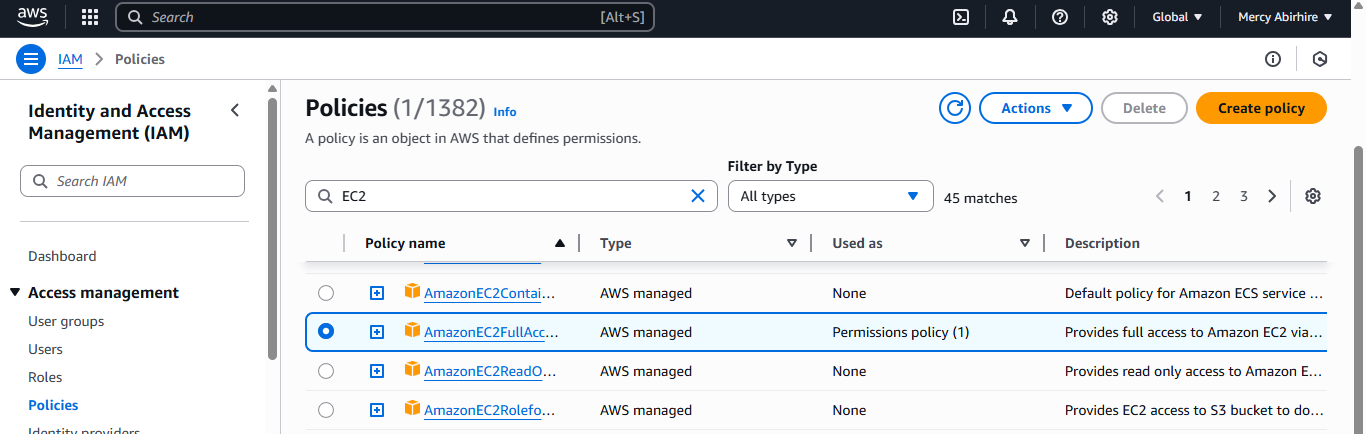 aws
Search [Alt+S] Global Mercy Abirhire
IAM Policies
Identity and Access
Management (IAM)
Search IAM
Dashboard
Access management
User groups
Users
Roles
Policies
Identity providers
Policies (1/1382) Info
Actions Delete Create policy
A policy is an object in AWS that defines permissions.
Filter by Type
EC2 All types 45 matches 1 2 3
Policy name Type Used as Description
AmazonEC2Contai... AWS managed None Default policy for Amazon ECS service ...
AmazonEC2FullAcc... AWS managed Permissions policy (1) Provides full access to Amazon EC2 via...
AmazonEC2ReadO... AWS managed None Provides read only access to Amazon E...
AmazonEC2Rolefo... AWS managed None Provides EC2 access to S3 bucket to do...